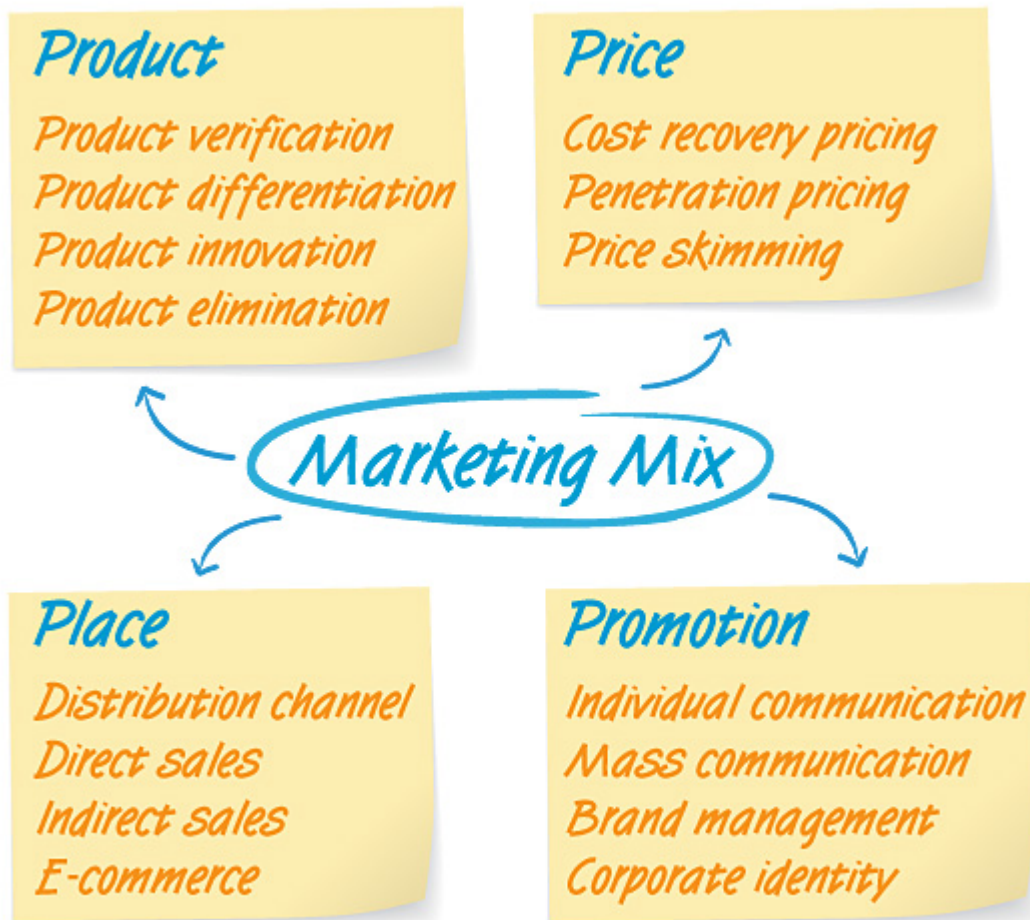 Product
Product verification
Product differentiation
Product innovation
Product elimination
Price
Cost recovery pricing
Penetration pricing
Price skimming
Marketing Mix
Place
Distribution channel
Direct sales
Indirect sales
E-commerce
Promotion
Individual communication
Mass communication
Brand management
Corporate identity